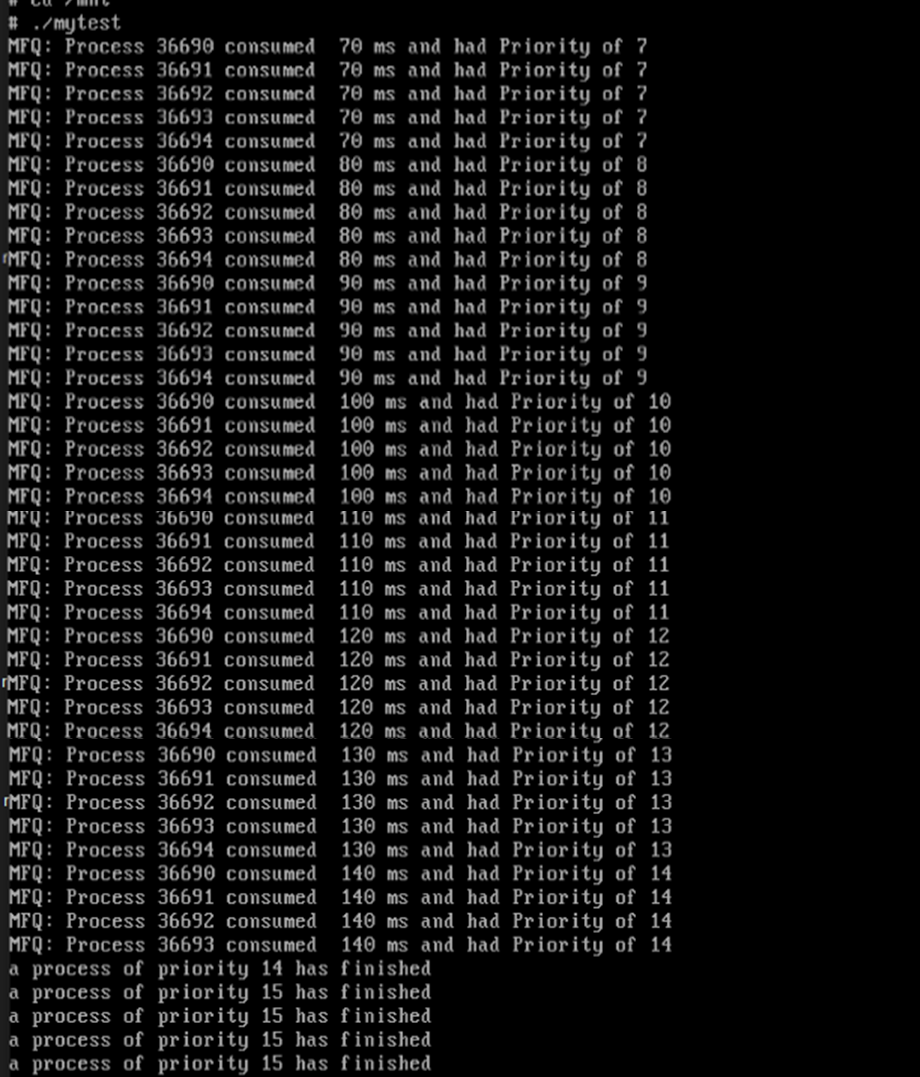 # cd /mnt
# ./mytest
MFQ: Process 36690 consumed  70 ms and had Priority of 7
MFQ: Process 36691 consumed  70 ms and had Priority of 7
MFQ: Process 36692 consumed  70 ms and had Priority of 7
MFQ: Process 36693 consumed  70 ms and had Priority of 7
MFQ: Process 36694 consumed  70 ms and had Priority of 7
MFQ: Process 36690 consumed  80 ms and had Priority of 8
MFQ: Process 36691 consumed  80 ms and had Priority of 8
MFQ: Process 36692 consumed  80 ms and had Priority of 8
MFQ: Process 36693 consumed  80 ms and had Priority of 8
MFQ: Process 36694 consumed  80 ms and had Priority of 8
MFQ: Process 36690 consumed  90 ms and had Priority of 9
MFQ: Process 36691 consumed  90 ms and had Priority of 9
MFQ: Process 36692 consumed  90 ms and had Priority of 9
MFQ: Process 36693 consumed  90 ms and had Priority of 9
MFQ: Process 36694 consumed  90 ms and had Priority of 9
MFQ: Process 36690 consumed  100 ms and had Priority of 10
MFQ: Process 36691 consumed  100 ms and had Priority of 10
MFQ: Process 36692 consumed  100 ms and had Priority of 10
MFQ: Process 36693 consumed  100 ms and had Priority of 10
MFQ: Process 36694 consumed  100 ms and had Priority of 10
MFQ: Process 36690 consumed  110 ms and had Priority of 11
MFQ: Process 36691 consumed  110 ms and had Priority of 11
MFQ: Process 36692 consumed  110 ms and had Priority of 11
MFQ: Process 36693 consumed  110 ms and had Priority of 11
MFQ: Process 36694 consumed  110 ms and had Priority of 11
MFQ: Process 36690 consumed  120 ms and had Priority of 12
MFQ: Process 36691 consumed  120 ms and had Priority of 12
MFQ: Process 36692 consumed  120 ms and had Priority of 12
MFQ: Process 36693 consumed  120 ms and had Priority of 12
MFQ: Process 36694 consumed  120 ms and had Priority of 12
MFQ: Process 36690 consumed  130 ms and had Priority of 13
MFQ: Process 36691 consumed  130 ms and had Priority of 13
MFQ: Process 36692 consumed  130 ms and had Priority of 13
MFQ: Process 36693 consumed  130 ms and had Priority of 13
MFQ: Process 36694 consumed  130 ms and had Priority of 13
MFQ: Process 36690 consumed  140 ms and had Priority of 14
MFQ: Process 36691 consumed  140 ms and had Priority of 14
MFQ: Process 36692 consumed  140 ms and had Priority of 14
MFQ: Process 36693 consumed  140 ms and had Priority of 14
a process of priority 14 has finished
a process of priority 15 has finished
a process of priority 15 has finished
a process of priority 15 has finished
a process of priority 15 has finished